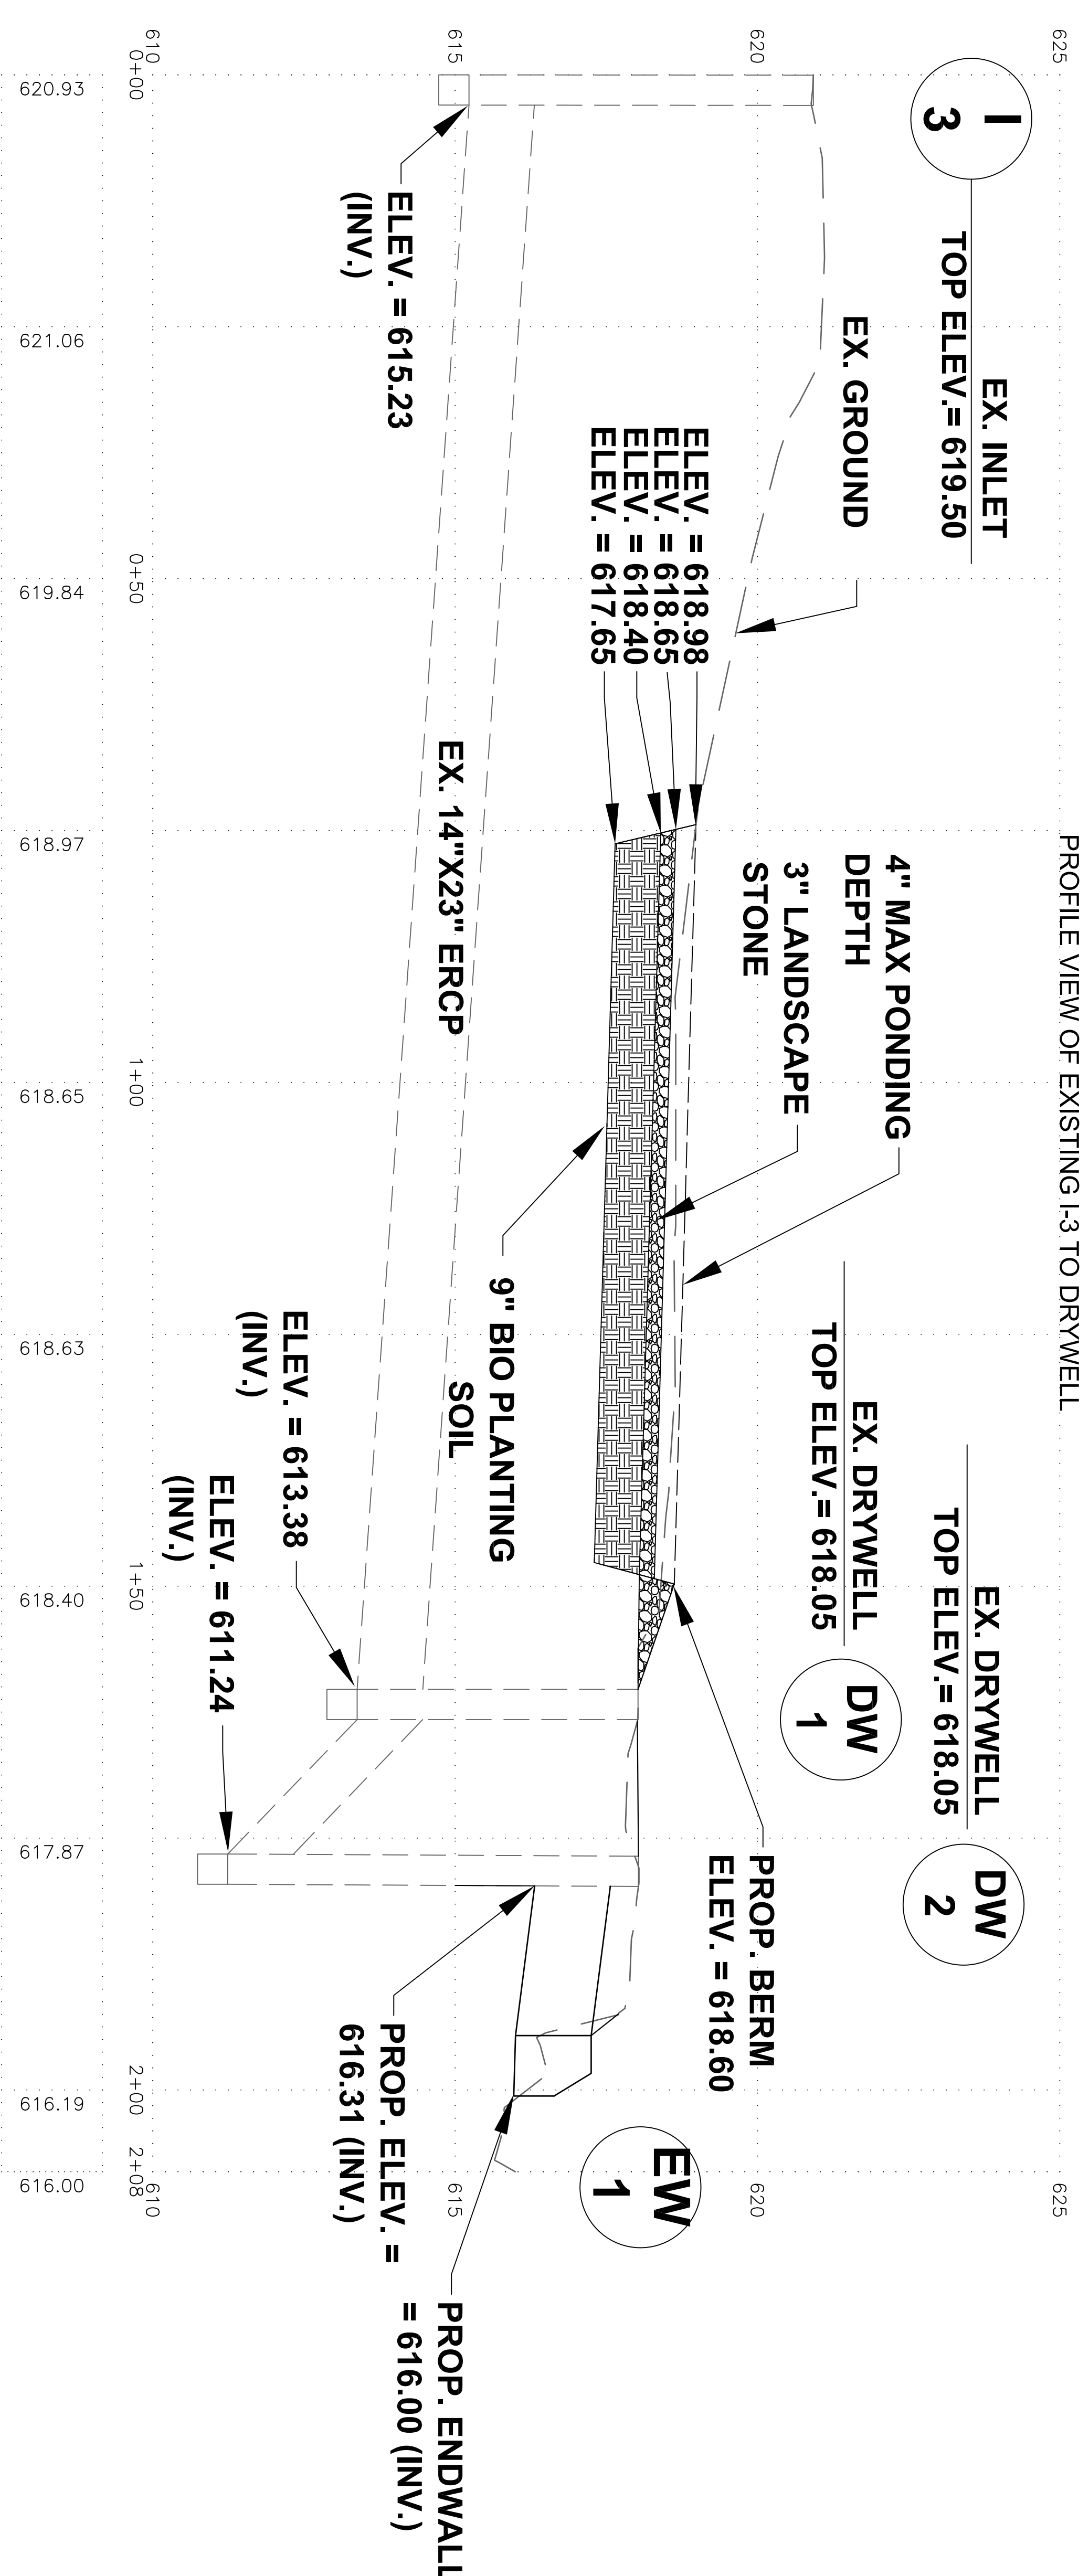 PROFILE VIEW OF EXISTING I-3 TO DRYWELL
625
625
I
3
EX. INLET
TOP ELEV.= 619.50
EX. DRYWELL
TOP ELEV.= 618.05
DW
2
EX. DRYWELL
TOP ELEV.= 618.05
DW
1
EX. GROUND
4" MAX PONDING
DEPTH
3" LANDSCAPE
STONE
620
620
PROP. BERM
ELEV. = 618.60
ELEV. = 618.98
ELEV. = 618.65
ELEV. = 618.40
ELEV. = 617.65
EW
1
9" BIO PLANTING
SOIL
EX. 14"X23" ERCP
615
615
ELEV. = 615.23
(INV.)
PROP. ENDWALL
= 616.00 (INV.)
PROP. ELEV. =
616.31 (INV.)
ELEV. = 613.38
(INV.)
ELEV. = 611.24
(INV.)
610
610
0+00
0+50
1+00
1+50
2+00
2+08
620.93
621.06
619.84
618.97
618.65
618.63
618.40
617.87
616.19
616.00